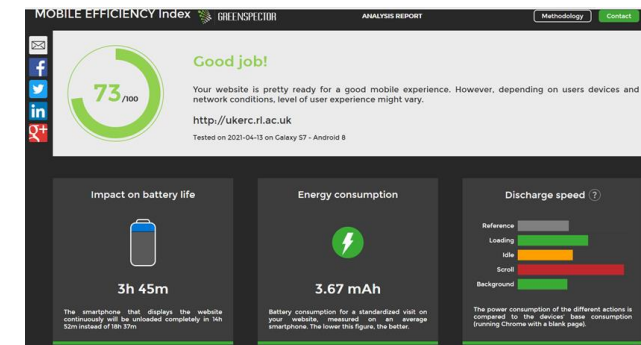 MOBILE EFFICIENCY Index GREENSPECTOR ANALYSIS REPORT Methodology Contact
Good job!
73/100
Your website is pretty ready for a good mobile experience. However, depending on users devices and
network conditions, level of user experience might vary.
http://ukerc.rl.ac.uk
Tested on 2021-04-13 on Galaxy S7 - Android 8
f
in
g+
Impact on battery life
3h 45m
The smartphone that displays the website
continuously will be unloaded completely in 14h
52m instead of 18h 37m
Energy consumption
3.67 mAh
Battery consumption for a standardized visit on
your website, measured on an average
smartphone. The lower this figure, the better.
Discharge speed ?
Reference
Loading
Idle
Scroll
Background
The power consumption of the different actions is
compared to the devices' base consumption
(running Chrome with a blank page).